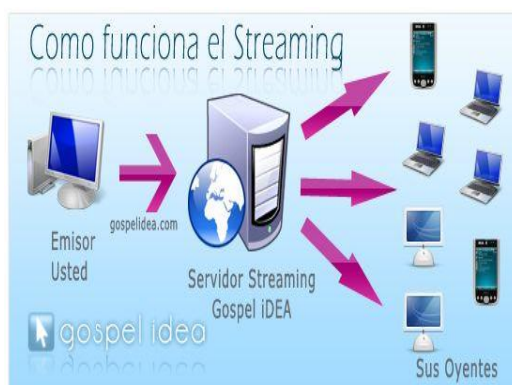 Como funciona el Streaming
gospelidea.com
Emisor
Usted
Servidor Streaming
Gospel iDEA
gospel idea
Sus Oyentes